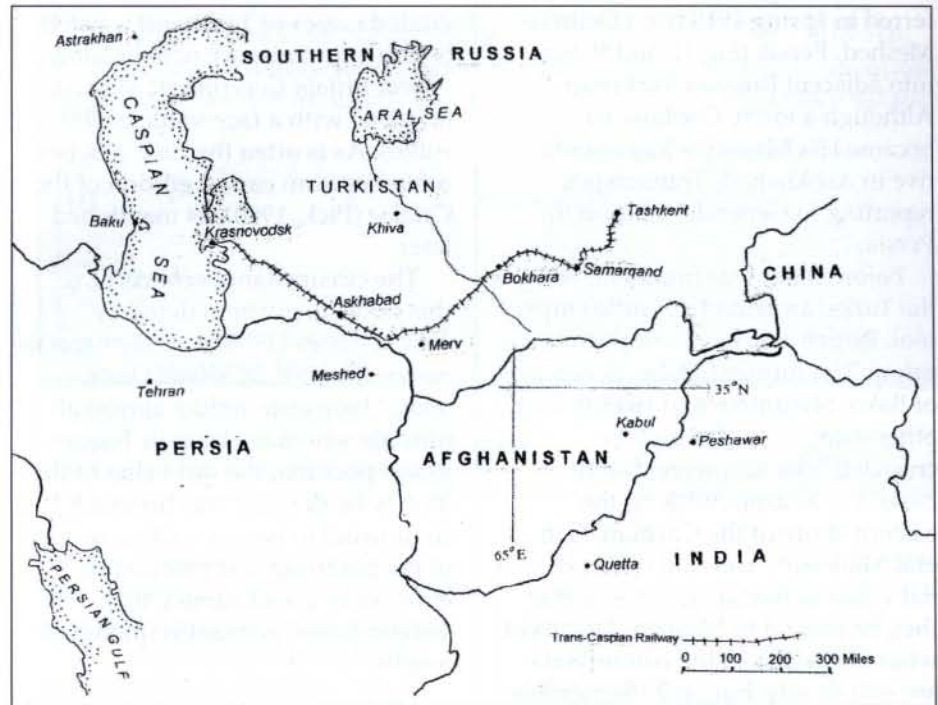 Astrakhan
SOUTHERN RUSSIA
ARAL SEA
CASPIAN SEA
TURKISTAN
Khiva
Tashkent
Baku
Krasnovodsk
Bokhara
Samarqand
CHINA
Askhabad
Merv
Meshed
Tehran
35°N
Kabul
Peshawar
PERSIA
AFGHANISTAN
65°E
INDIA
Quetta
PERSIAN GULF
Trans-Caspian Railway
0 100 200 300 Miles